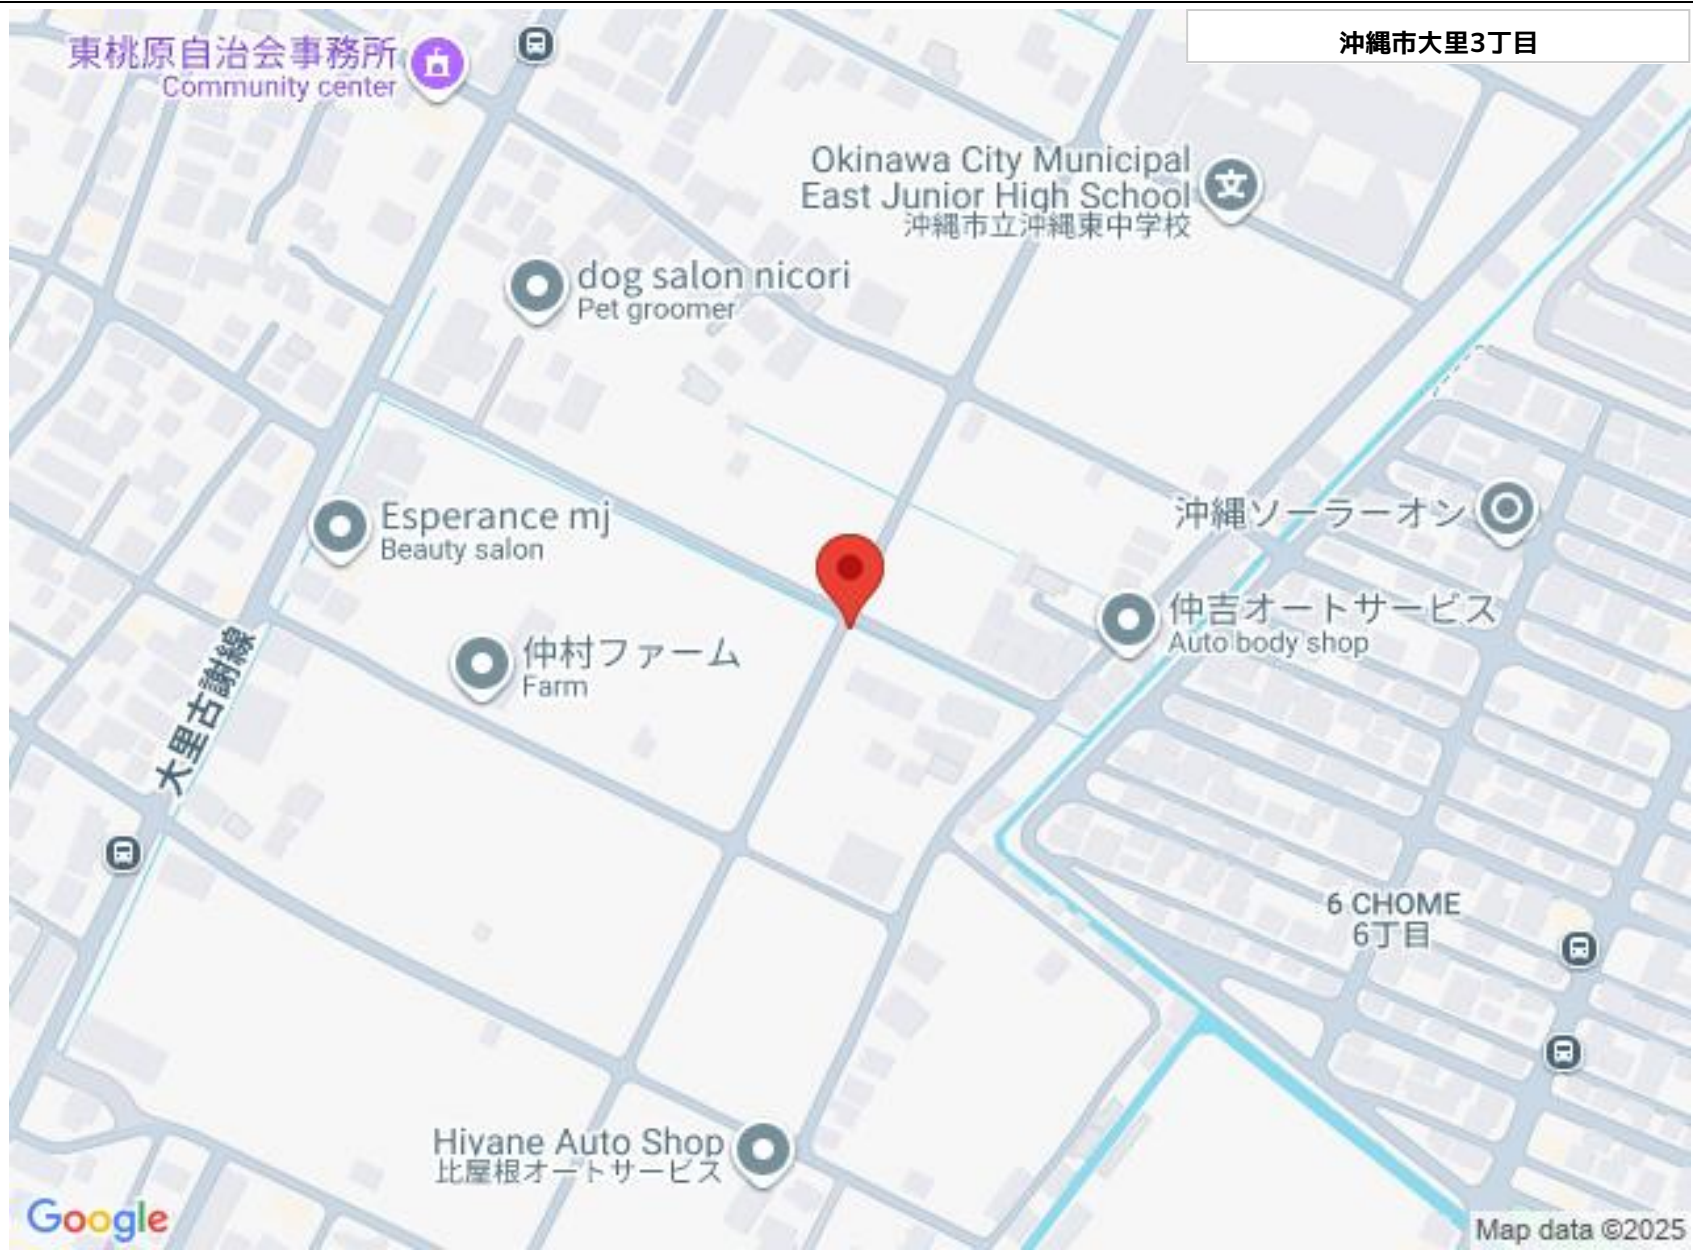 沖縄市大里3丁目
東桃原自治会事務所
Community center
Okinawa City Municipal
East Junior High School
沖縄市立沖縄東中学校
dog salon nicori
Pet groomer
Esperance mj
Beauty salon
沖縄ソーラーオン
仲吉オートサービス
Auto body shop
仲村ファーム
Farm
大里古謝線
6 CHOME
6丁目
Hiyane Auto Shop
比屋根オートサービス
Google
Map data ©2025